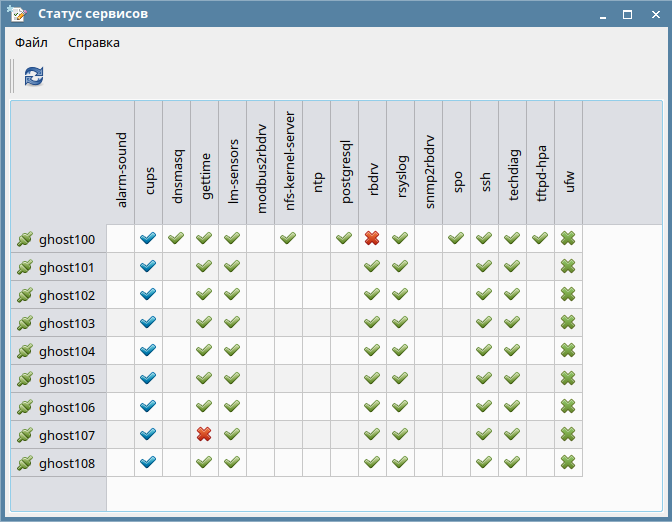 Статус сервисов
Файл Справка
alarm-sound cups dnsmasq gettime lm-sensors modbus2rbdrv nfs-kernel-server ntp postgresql rbdrv rsyslog snmp2rbdrv spo ssh techdiag tftpd-hpa ufw
ghost100
ghost101
ghost102
ghost103
ghost104
ghost105
ghost106
ghost107
ghost108